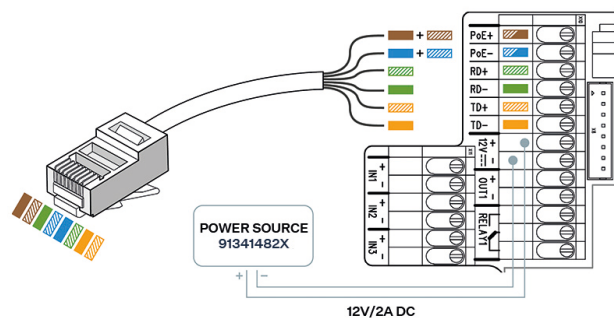 +
+
PoE+
PoE-
RD+
RD-
TD+
TD-
+
12V
-
+
OUT1
-
RELAY1
+
IN1
-
+
IN2
-
+
IN3
-
POWER SOURCE
91341482X
+ -
12V/2A DC